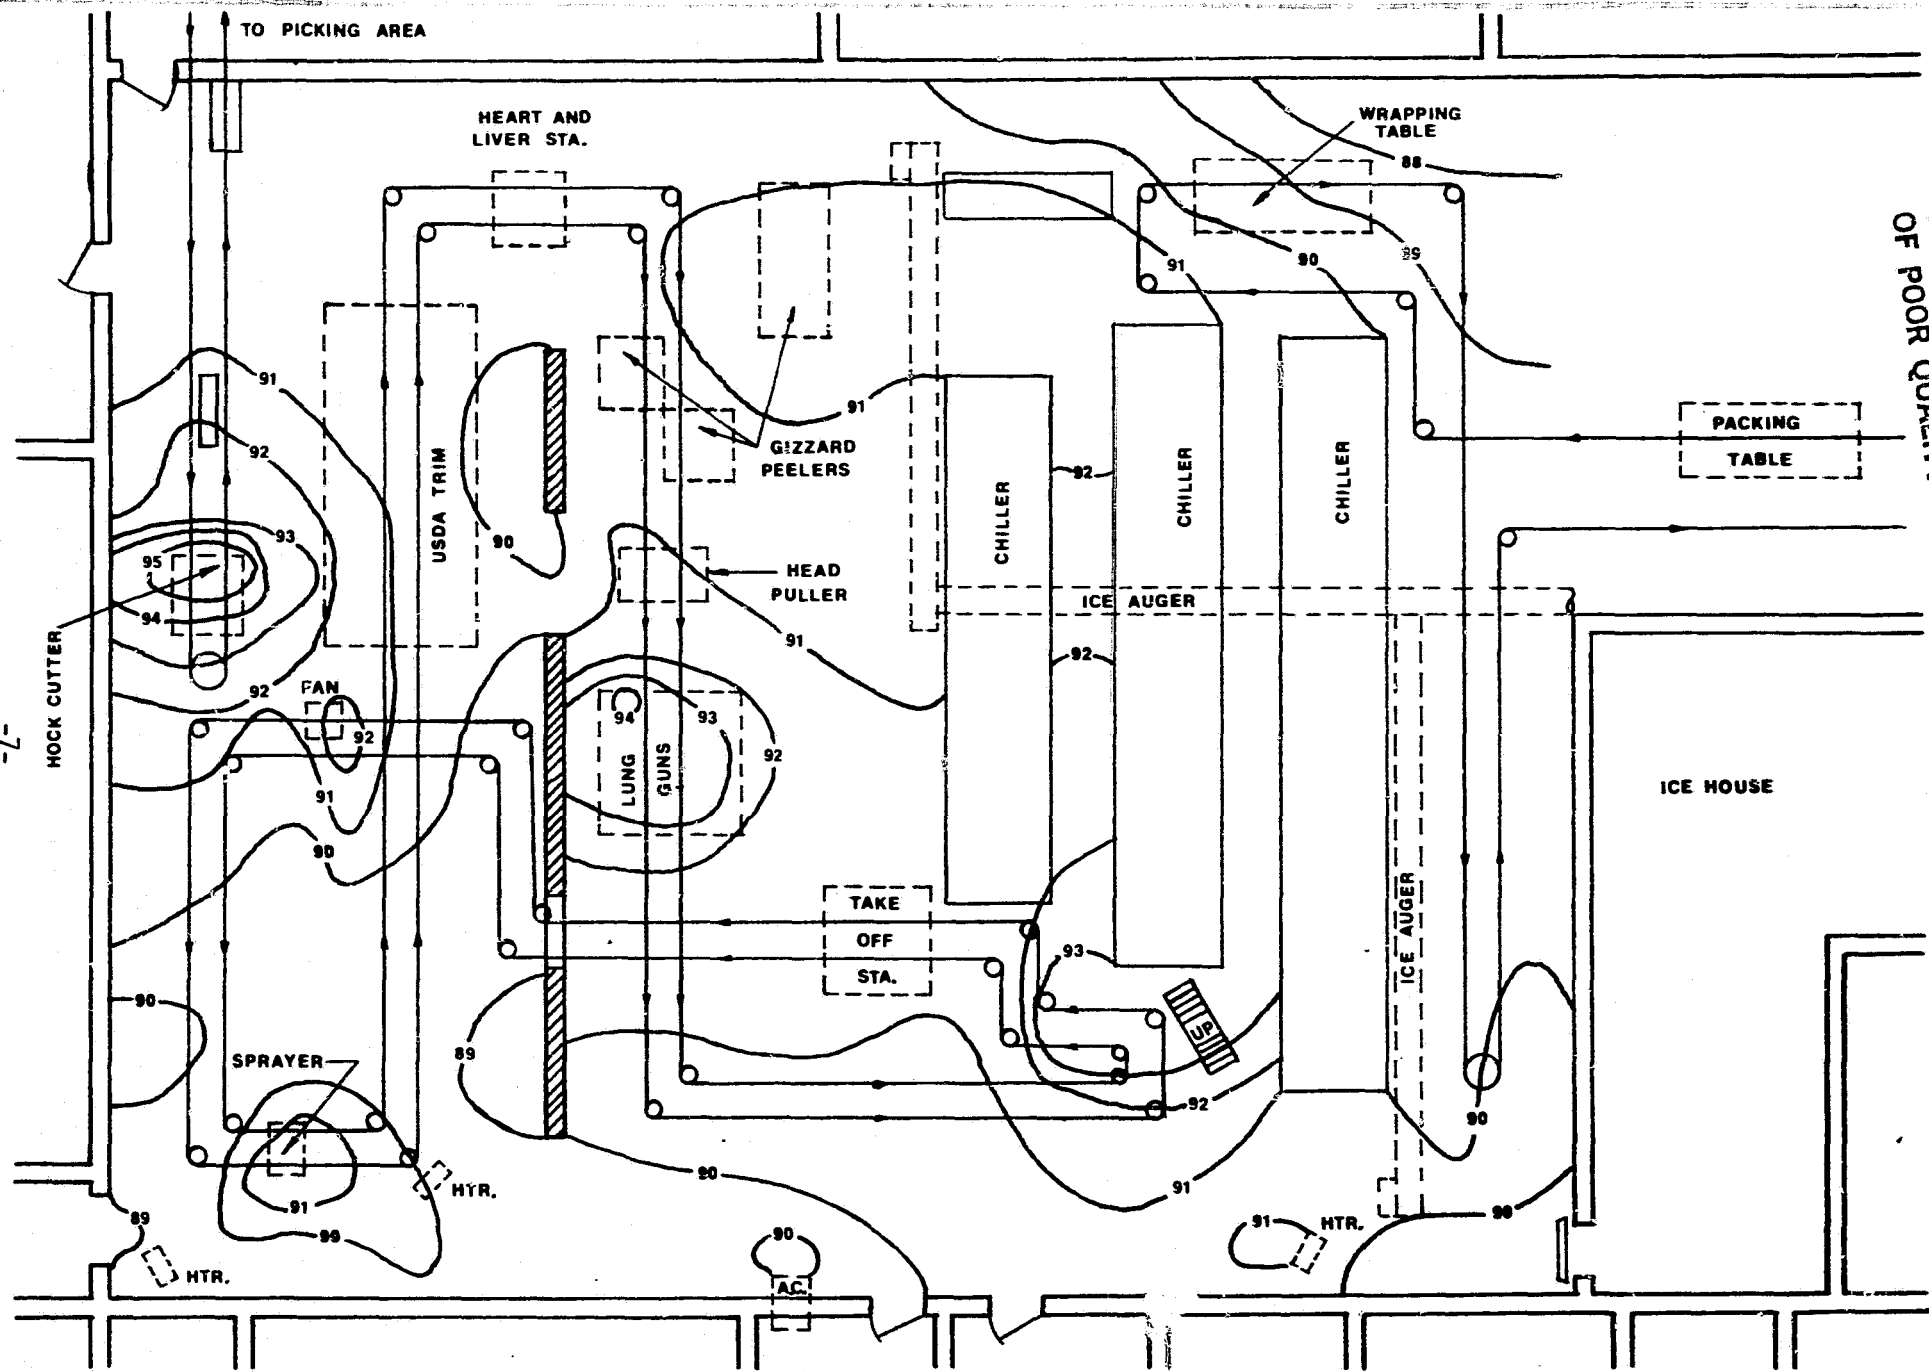 TO PICKING AREA
HEART AND
LIVER STA.
WRAPPING
TABLE
88
OF POOR
91
90
89
91
91
92
USDA TRIM
90
GIZZARD
PEELERS
CHILLER
92
CHILLER
CHILLER
PACKING
TABLE
93
95
94
HEAD
PULLER
ICE AUGER
HOCK CUTTER
91
92
92
FAN
92
94
93
LUNG
GUNS
92
-7-
91
90
ICE HOUSE
TAKE
OFF
STA.
ICE AUGER
93
90
89
SPRAYER
UP
92
90
90
HTR.
91
91
99
89
HTR.
90
A.C.
91
HTR.
90